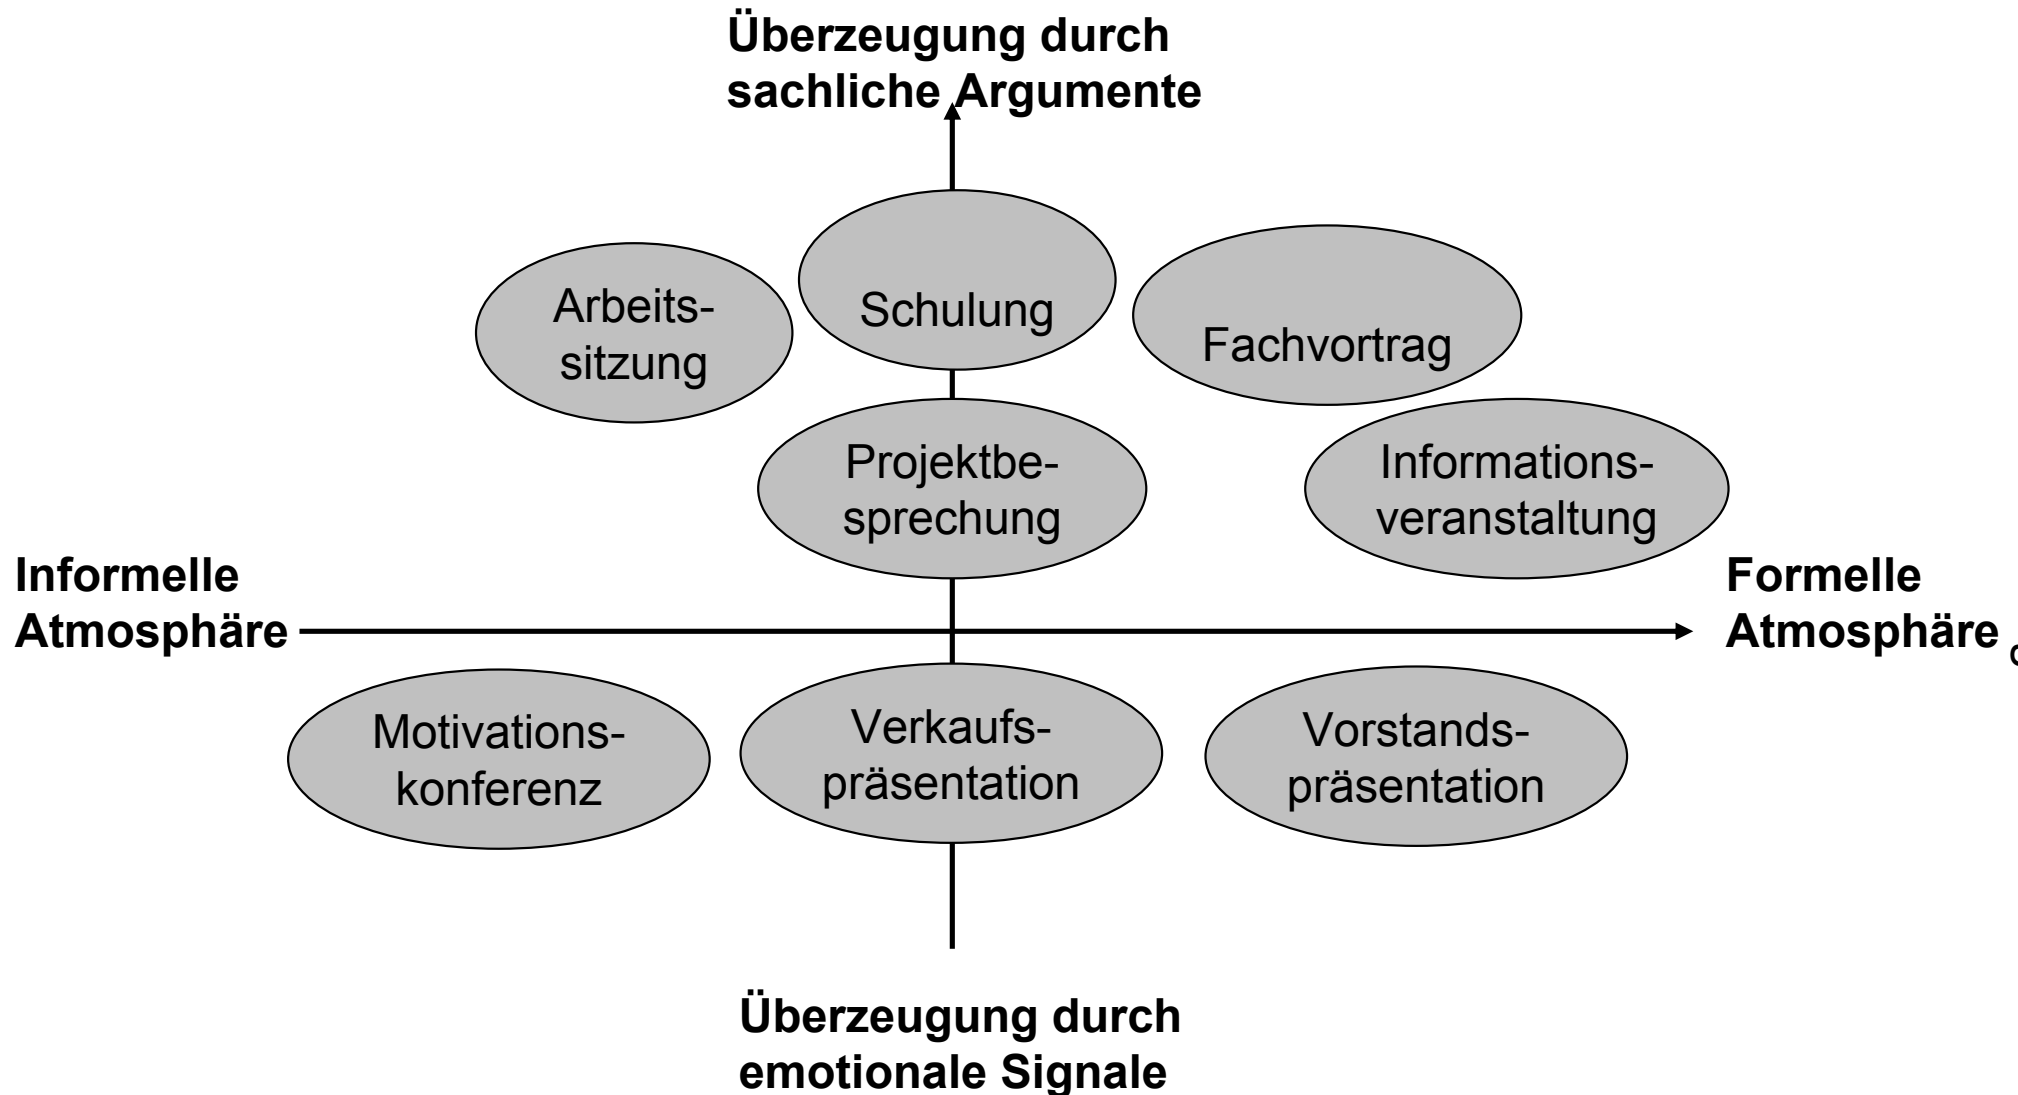 Überzeugung durch
sachliche Argumente
Arbeits-
sitzung
Schulung
Fachvortrag
Projektbe-
sprechung
Informations-
veranstaltung
Informelle
Atmosphäre
Formelle
Atmosphäre
Motivations-
konferenz
Verkaufs-
präsentation
Vorstands-
präsentation
Überzeugung durch
emotionale Signale